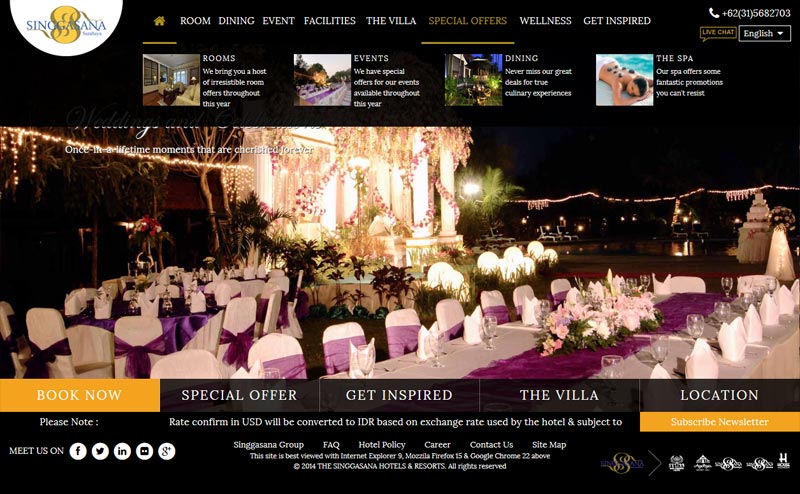 SINGGASANA
Surabaya
ROOM DINING EVENT FACILITIES THE VILLA SPECIAL OFFERS WELLNESS GET INSPIRED
+62(31)5682703
LIVE CHAT
English
ROOMS
We bring you a host
of irresistible room
offers throughout
this year
EVENTS
We have special
offers for our events
available throughout
this year
DINING
Never miss our great
deals for true
culinary experiences
THE SPA
Our spa offers some
fantastic promotions
you can't resist
Weddings and
Once-in-a-lifetime moments that are cherished forever
BOOK NOW
SPECIAL OFFER
GET INSPIRED
THE VILLA
LOCATION
Please Note :
Rate confirm in USD will be converted to IDR based on exchange rate used by the hotel & subject to
Subscribe Newsletter
MEET US ON
Singgasana Group FAQ Hotel Policy Career Contact Us Site Map
This site is best viewed with Internet Explorer 9, Mozzila Firefox 15 & Google Chrome 22 above
© 2014 THE SINGGASANA HOTELS & RESORTS. All rights reserved
SINGGASANA